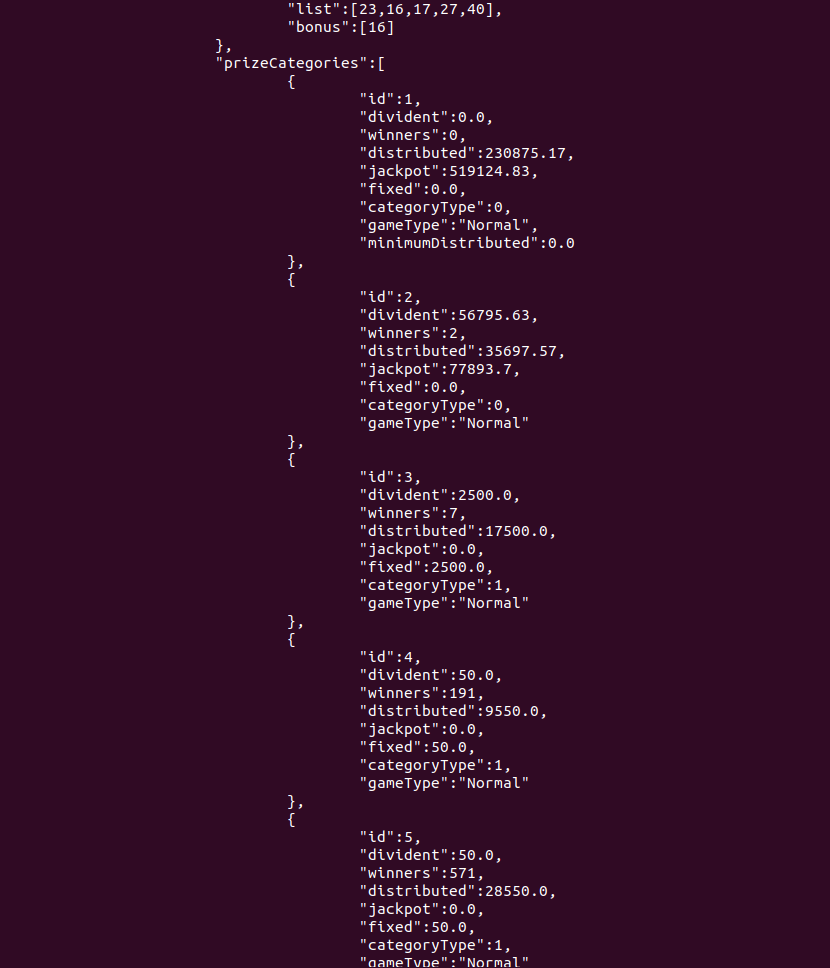 "list":[23,16,17,27,40],
"bonus":[16]
},
"prizeCategories":[
{
"id":1,
"divident":0.0,
"winners":0,
"distributed":230875.17,
"jackpot":519124.83,
"fixed":0.0,
"categoryType":0,
"gameType":"Normal",
"minimumDistributed":0.0
},
{
"id":2,
"divident":56795.63,
"winners":2,
"distributed":35697.57,
"jackpot":77893.7,
"fixed":0.0,
"categoryType":0,
"gameType":"Normal"
},
{
"id":3,
"divident":2500.0,
"winners":7,
"distributed":17500.0,
"jackpot":0.0,
"fixed":2500.0,
"categoryType":1,
"gameType":"Normal"
},
{
"id":4,
"divident":50.0,
"winners":191,
"distributed":9550.0,
"jackpot":0.0,
"fixed":50.0,
"categoryType":1,
"gameType":"Normal"
},
{
"id":5,
"divident":50.0,
"winners":571,
"distributed":28550.0,
"jackpot":0.0,
"fixed":50.0,
"categoryType":1,
"gameType":"Normal"